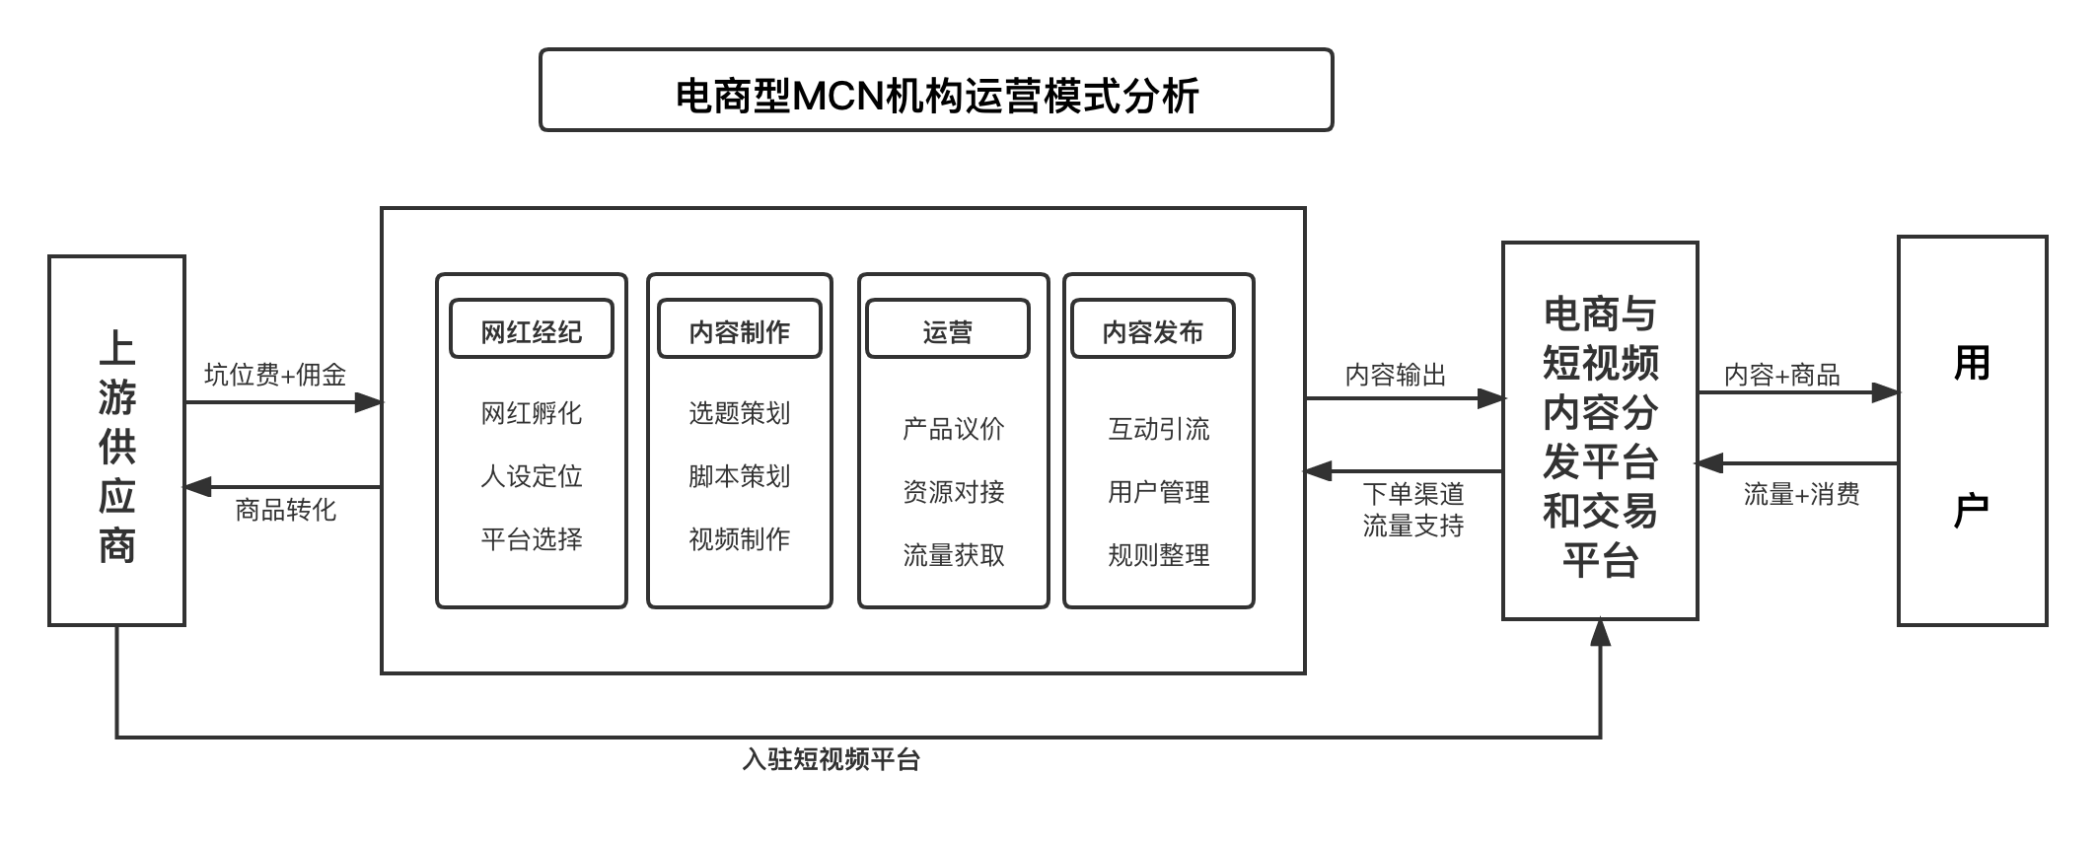 电商型MCN机构运营模式分析
上
游
供
应
商
坑位费+佣金
商品转化
网红经纪
网红孵化
人设定位
平台选择
内容制作
选题策划
脚本策划
视频制作
运营
产品议价
资源对接
流量获取
内容发布
互动引流
用户管理
规则整理
内容输出
下单渠道
流量支持
电商与
短视频
内容分
发平台
和交易
平台
内容+商品
流量+消费
用
户
入驻短视频平台